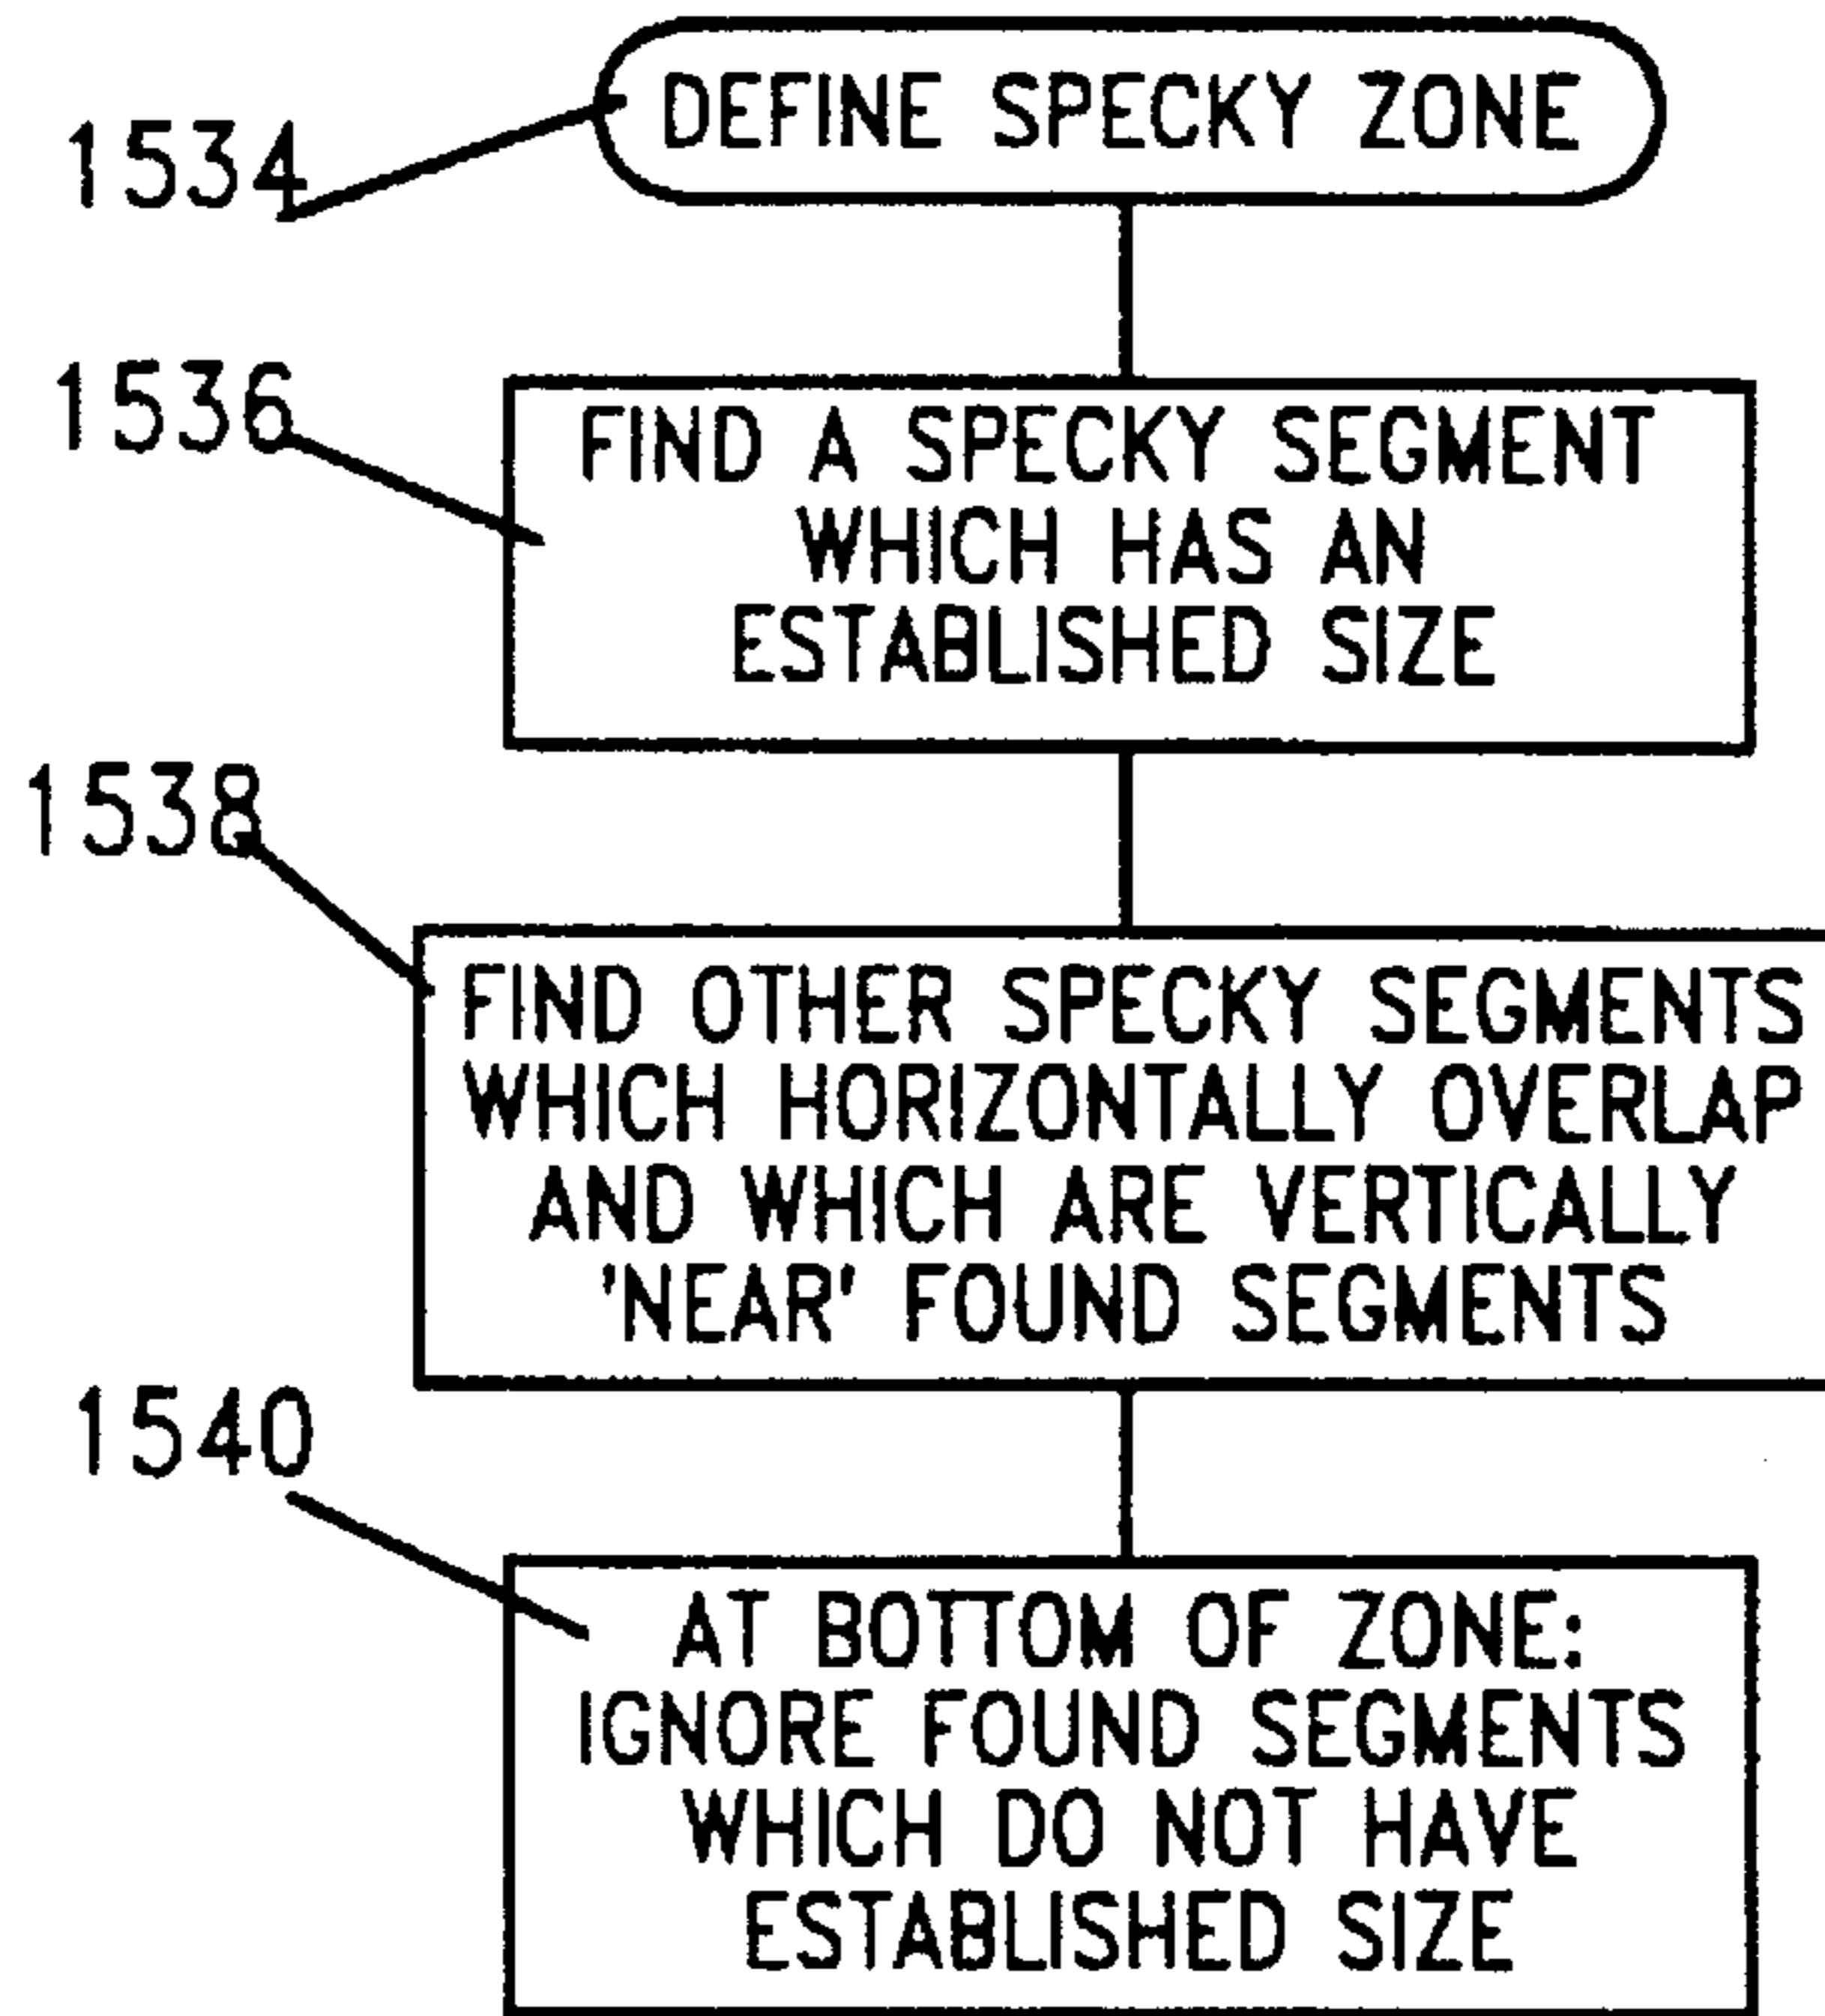 1534
DEFINE SPECKY ZONE
1536
FIND A SPECKY SEGMENT
WHICH HAS AN
ESTABLISHED SIZE
1538
FIND OTHER SPECKY SEGMENTS
WHICH HORIZONTALLY OVERLAP
AND WHICH ARE VERTICALLY
'NEAR' FOUND SEGMENTS
1540
AT BOTTOM OF ZONE:
IGNORE FOUND SEGMENTS
WHICH DO NOT HAVE
ESTABLISHED SIZE